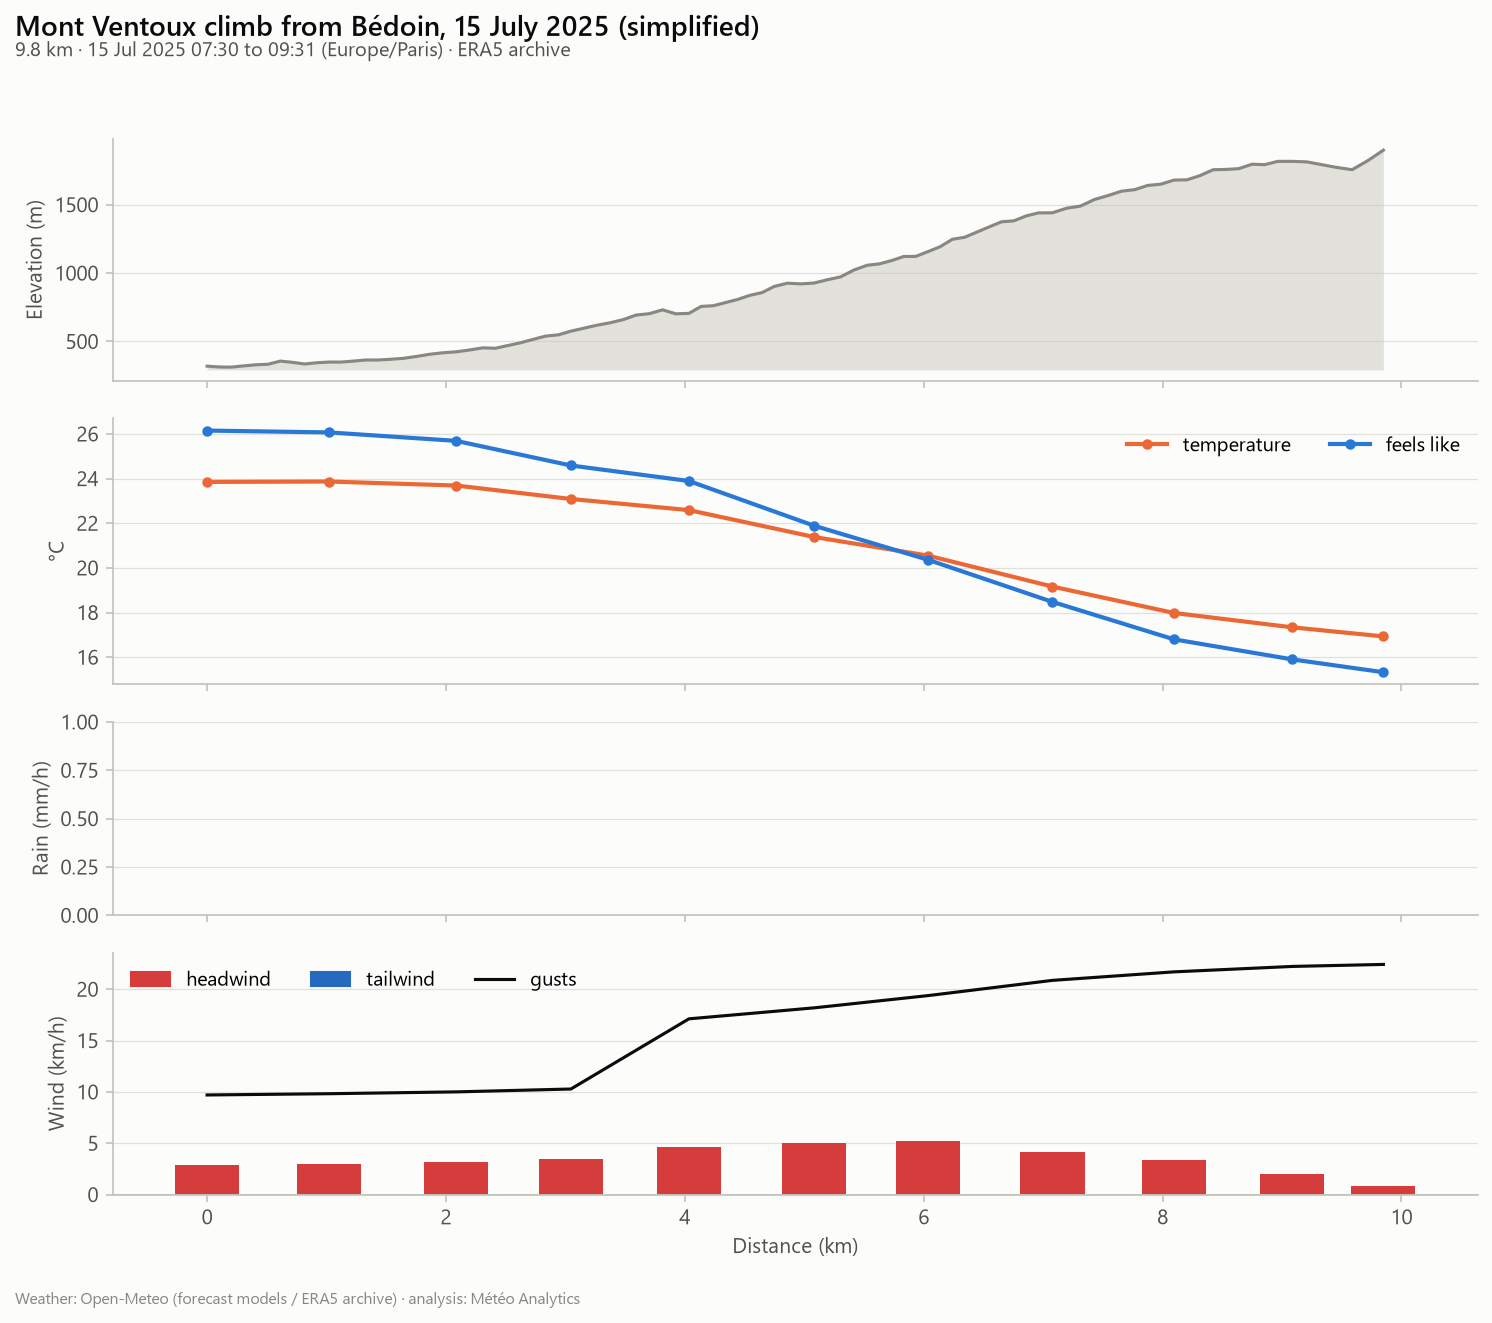 Mont Ventoux climb from Bédoin, 15 July 2025 (simplified)
9.8 km · 15 Jul 2025 07:30 to 09:31 (Europe/Paris) · ERA5 archive
Elevation (m)
1500
1000
500
°C
26
24
22
20
18
16
temperature
feels like
Rain (mm/h)
1.00
0.75
0.50
0.25
0.00
Wind (km/h)
headwind
tailwind
gusts
20
15
10
5
0
0 2 4 6 8 10
Distance (km)
Weather: Open-Meteo (forecast models / ERA5 archive) · analysis: Météo Analytics